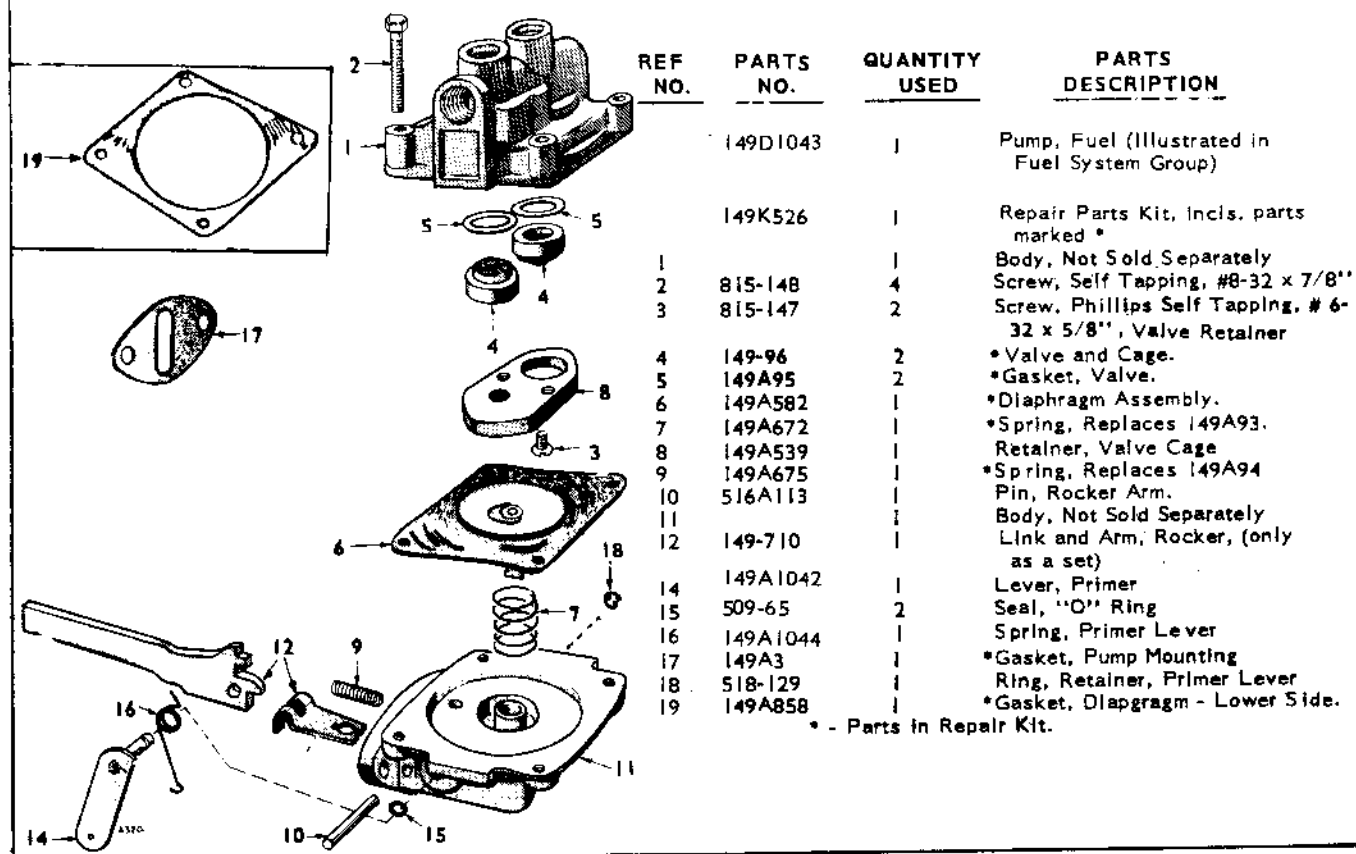 REF NO. PARTS NO. QUANTITY USED PARTS DESCRIPTION
149D1043 1 Pump, Fuel (Illustrated in
Fuel System Group)
149K526 1 Repair Parts Kit, Incls. parts
marked *
1 1 Body, Not Sold Separately
2 815-148 4 Screw, Self Tapping, #8-32 x 7/8''
3 815-147 2 Screw, Phillips Self Tapping, # 6-
32 x 5/8'', Valve Retainer
4 149-96 2 *Valve and Cage.
5 149A95 2 *Gasket, Valve.
6 149A582 1 *Diaphragm Assembly.
7 149A672 1 *Spring, Replaces 149A93.
8 149A539 1 Retainer, Valve Cage
9 149A675 1 *Spring, Replaces 149A94
10 516A113 1 Pin, Rocker Arm.
11 1 Body, Not Sold Separately
12 149-710 1 Link and Arm, Rocker, (only
as a set)
14 149A1042 1 Lever, Primer
15 509-65 2 Seal, "O" Ring
16 149A1044 1 Spring, Primer Lever
17 149A3 1 *Gasket, Pump Mounting
18 518-129 1 Ring, Retainer, Primer Lever
19 149A858 1 *Gasket, Diapgragm - Lower Side.
* - Parts in Repair Kit.
2
1
19
5
5
4
4
17
8
3
6
18
7
12
9
16
11
14
10
15